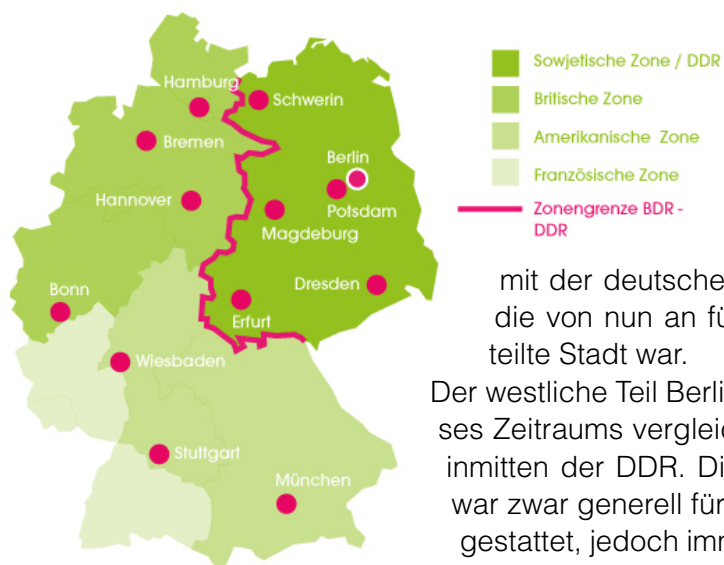 Hamburg
Schwerin
Bremen
Berlin
Hannover
Potsdam
Magdeburg
Bonn
Dresden
Erfurt
Wiesbaden
Stuttgart
München
Sowjetische Zone / DDR
Britische Zone
Amerikanische Zone
Französische Zone
Zonengrenze BDR -
DDR
mit der deutsche
die von nun an fü
teilte Stadt war.
Der westliche Teil Berli
ses Zeitraums vergleic
inmitten der DDR. Di
war zwar generell für
gestattet, jedoch imr